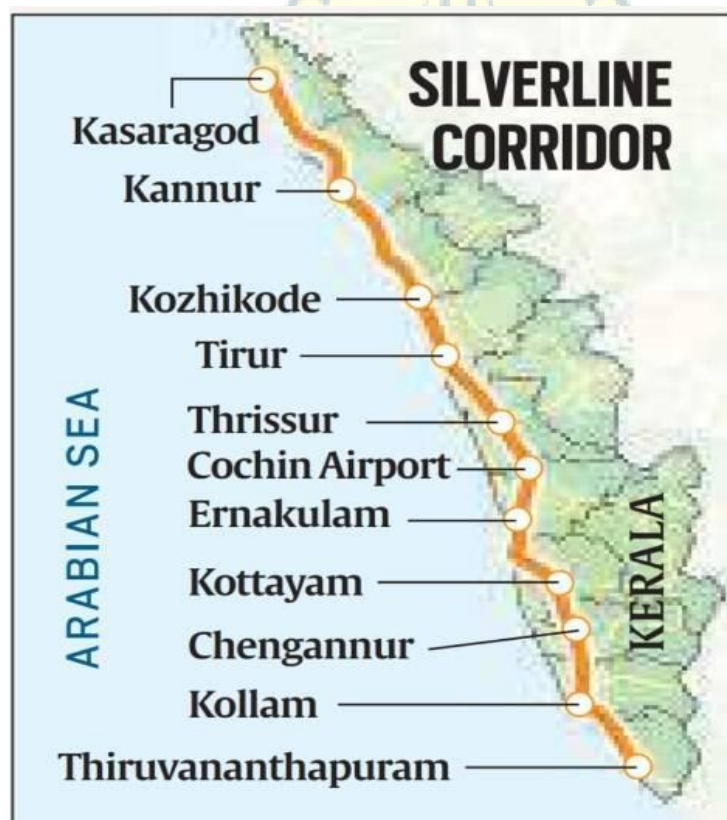 SILVERLINE
CORRIDOR
Kasaragod
Kannur
Kozhikode
Tirur
Thrissur
Cochin Airport
Ernakulam
Kottayam
Chengannur
Kollam
Thiruvananthapuram
ARABIAN SEA
KERALA